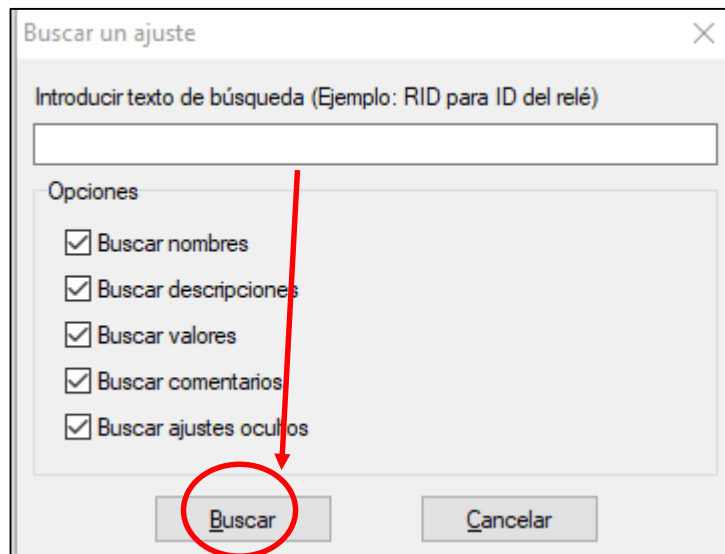 Buscar un ajuste
Introducir texto de búsqueda (Ejemplo: RID para ID del relé)
Opciones
Buscar nombres
Buscar descripciones
Buscar valores
Buscar comentarios
Buscar ajustes ocultos
Buscar
Cancelar